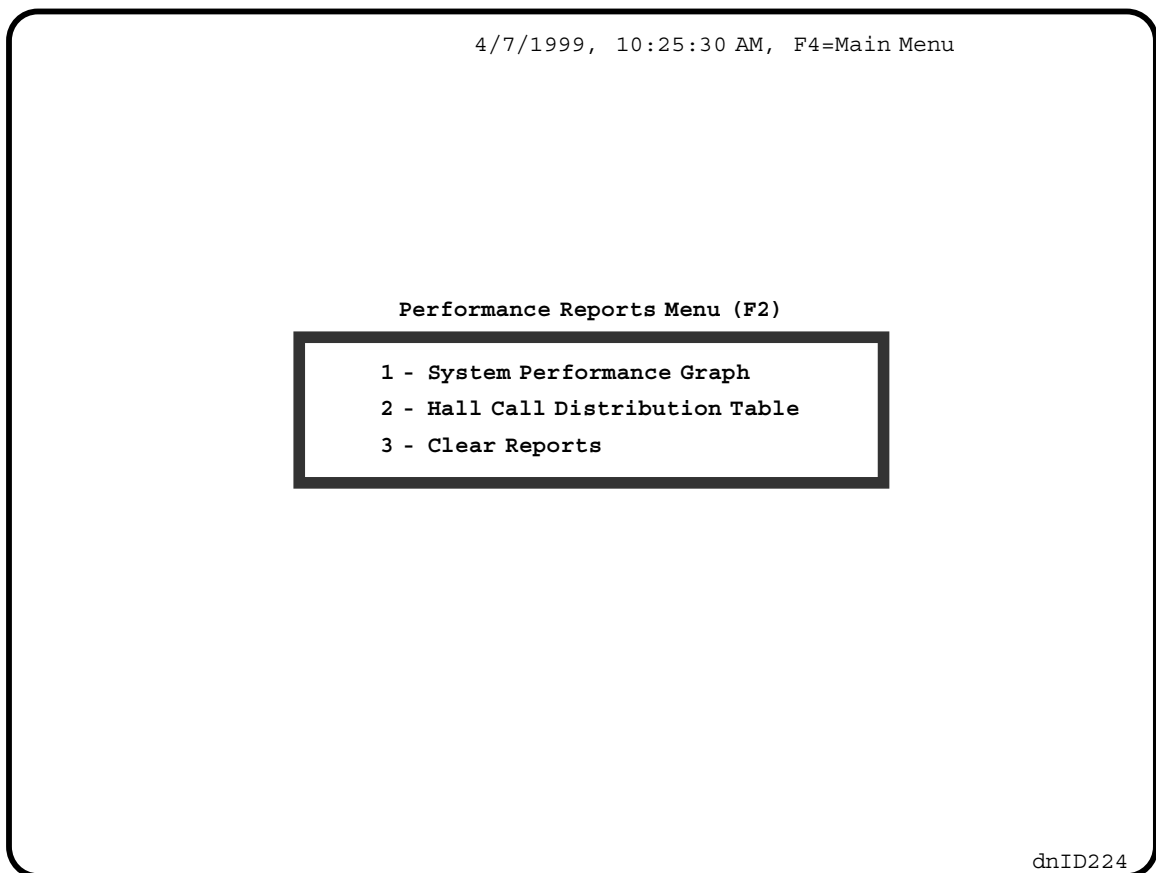 4/7/1999, 10:25:30 AM, F4=Main Menu
Performance Reports Menu (F2)
1 - System Performance Graph
2 - Hall Call Distribution Table
3 - Clear Reports
dnID224